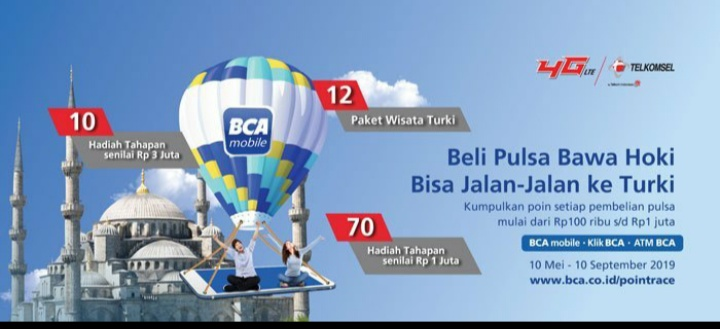 4G LTE
TELKOMSEL
12
Paket Wisata Turki
10
Hadiah Tahapan
senilai Rp 3 Juta
BCA
mobile
70
Hadiah Tahapan
senilai Rp 1 Juta
Beli Pulsa Bawa Hoki
Bisa Jalan-Jalan ke Turki
Kumpulkan poin setiap pembelian pulsa
mulai dari Rp100 ribu s/d Rp1 juta
BCA mobile · Klik BCA · ATM BCA
10 Mei - 10 September 2019
www.bca.co.id/pointrace